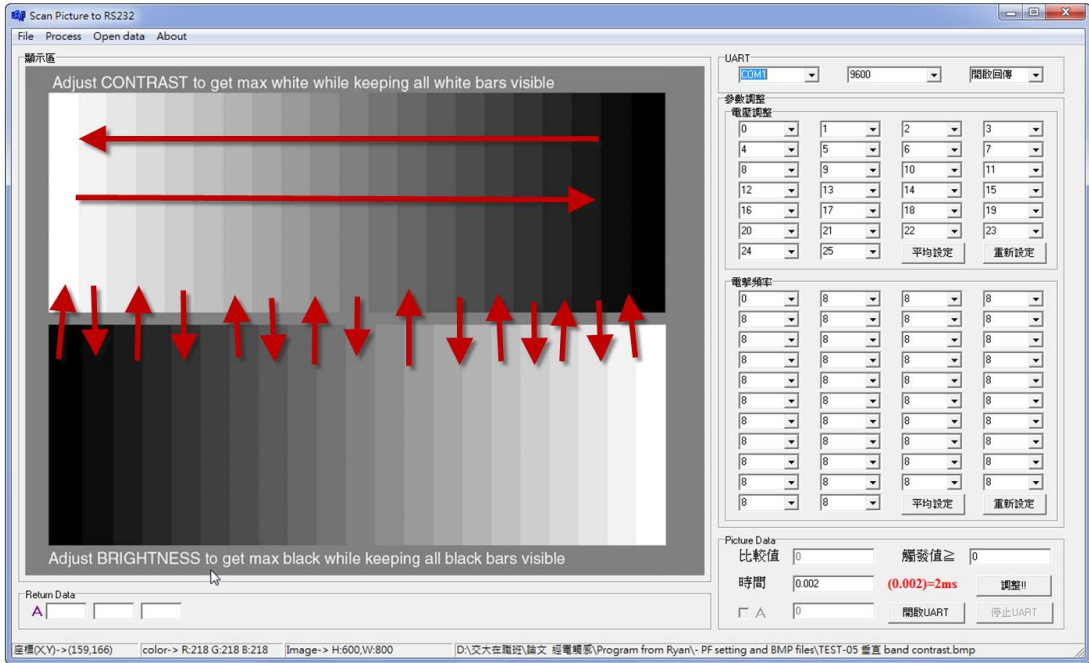 Scan Picture to RS232
File Process Open data About
顯示區
Adjust CONTRAST to get max white while keeping all white bars visible
Adjust BRIGHTNESS to get max black while keeping all black bars visible
Return Data
A
UART
COM1 9600 開啟回傳
參數調整
電壓調整
0 1 2 3
4 5 6 7
8 9 10 11
12 13 14 15
16 17 18 19
20 21 22 23
24 25 平均設定 重新設定
電擊頻率
0 8 8 8
8 8 8 8
8 8 8 8
8 8 8 8
8 8 8 8
8 8 8 8
8 8 8 8
8 8 8 8
8 8 8 8
8 8 8 8
8 8 平均設定 重新設定
Picture Data
比較值 0 觸發值≧ 0
時間 0.002 (0.002)=2ms 調整!!
A 0 開啟UART 停止UART
座標(X,Y)->(159,166) color-> R:218 G:218 B:218 Image-> H:600,W:800 D:\交大在職班\論文 經電觸感\Program from Ryan\- PF setting and BMP files\TEST-05 垂直 band contrast.bmp